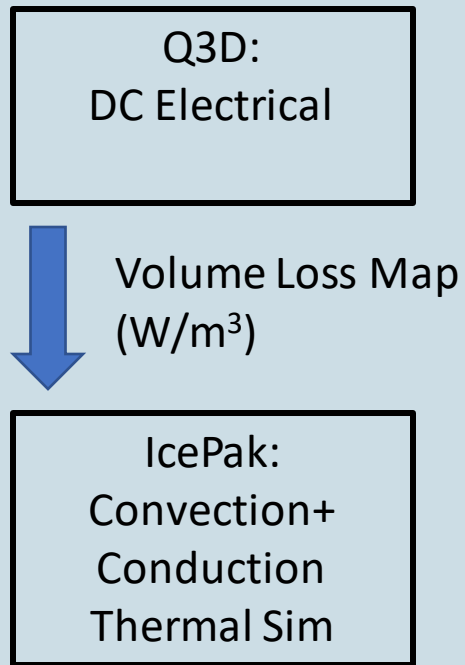 Q3D:
DC Electrical
Volume Loss Map
(W/m³)
IcePak:
Convection+
Conduction
Thermal Sim